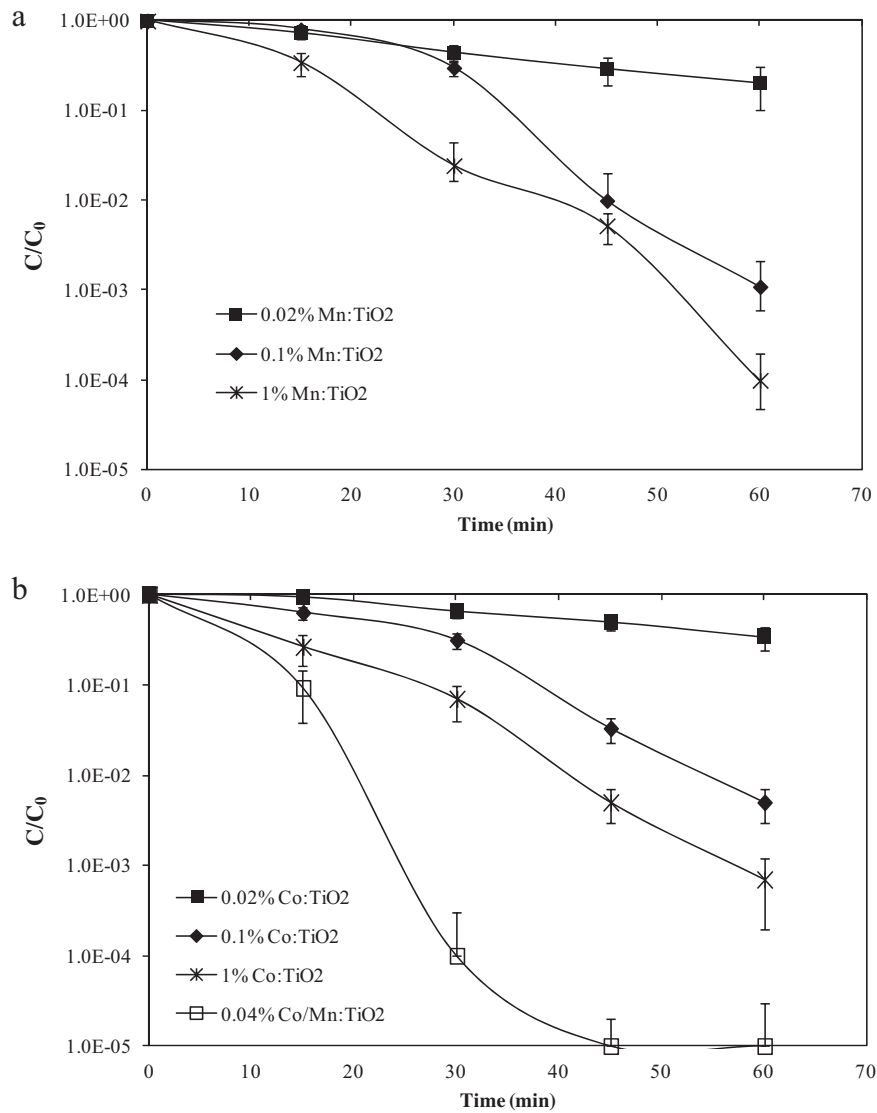 a
1.0E+00
1.0E-01
1.0E-02
1.0E-03
1.0E-04
1.0E-05
C/C0
0.02% Mn:TiO2
0.1% Mn:TiO2
1% Mn:TiO2
0 10 20 30 40 50 60 70
Time (min)
b
1.0E+00
1.0E-01
1.0E-02
1.0E-03
1.0E-04
1.0E-05
C/C0
0.02% Co:TiO2
0.1% Co:TiO2
1% Co:TiO2
0.04% Co/Mn:TiO2
0 10 20 30 40 50 60 70
Time (min)